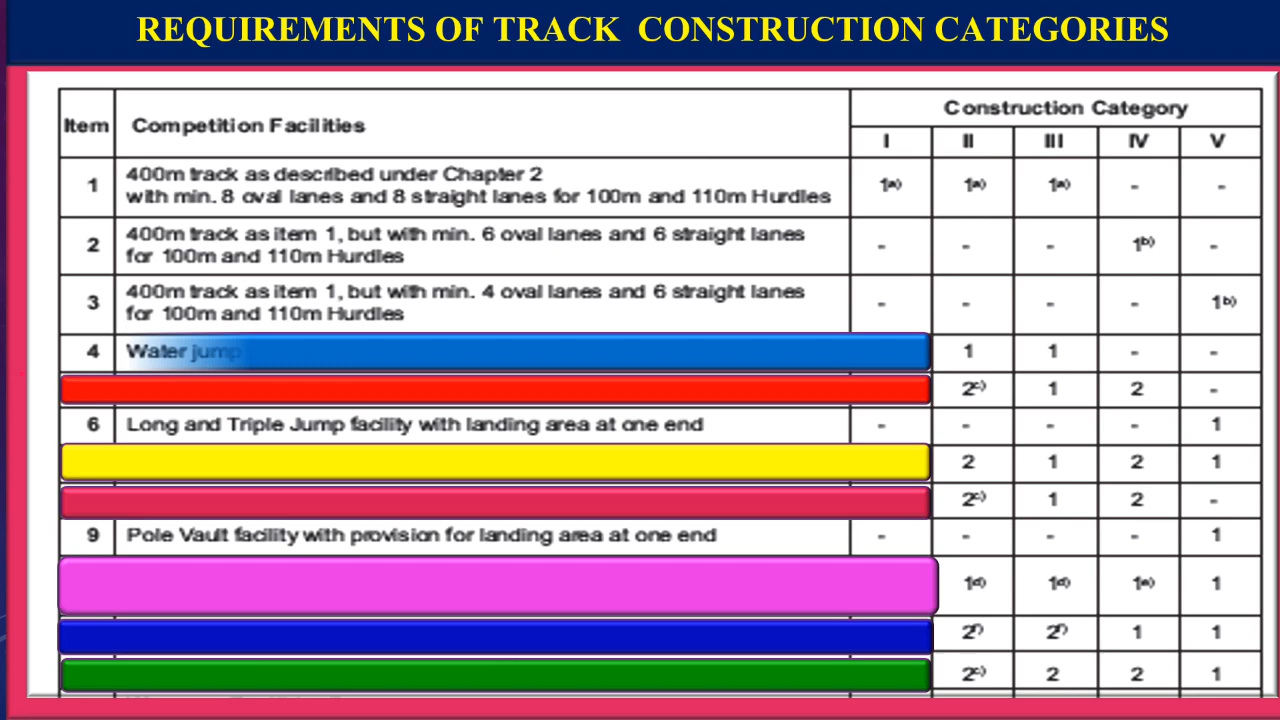 REQUIREMENTS OF TRACK CONSTRUCTION CATEGORIES
Item Competition Facilities Construction Category
I II III IV V
1 400m track as described under Chapter 2
with min. 8 oval lanes and 8 straight lanes for 100m and 110m Hurdles 1a) 1a) 1a) - -
2 400m track as item 1, but with min. 6 oval lanes and 6 straight lanes
for 100m and 110m Hurdles - - - 1b) -
3 400m track as item 1, but with min. 4 oval lanes and 6 straight lanes
for 100m and 110m Hurdles - - - - 1b)
4 Water jump 1 1 - -
2c) 1 2 -
6 Long and Triple Jump facility with landing area at one end - - - - 1
2 1 2 1
2c) 1 2 -
9 Pole Vault facility with provision for landing area at one end - - - - 1
1d) 1d) 1e) 1
2f) 2f) 1 1
2c) 2 2 1